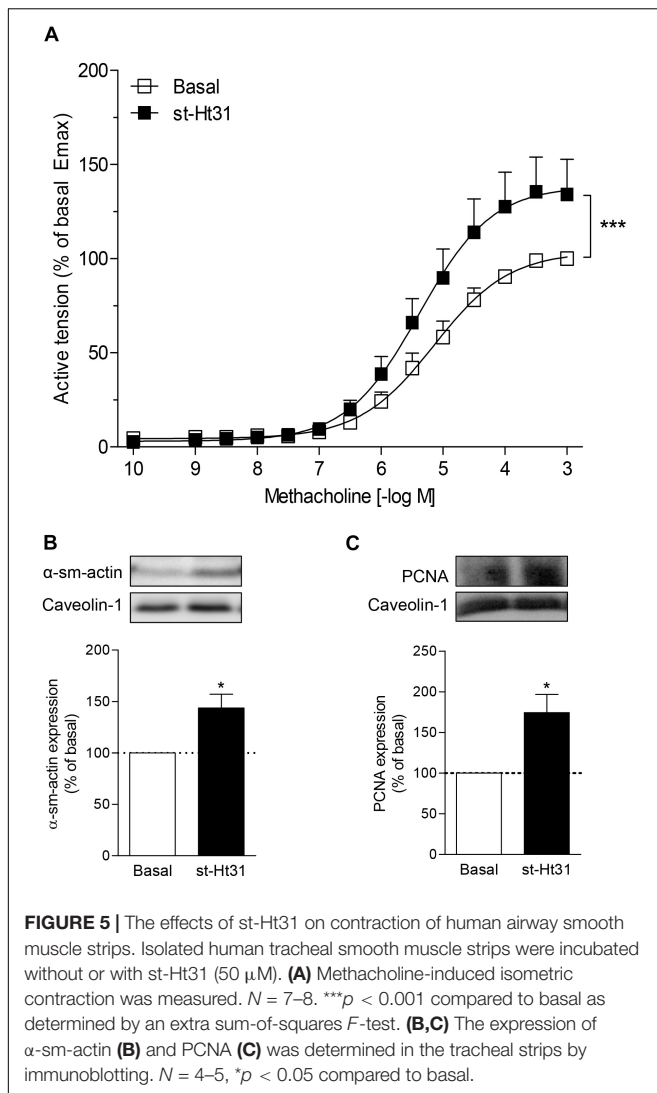 A
200
150
100
50
0
Active tension (% of basal Emax)
Basal
st-Ht31
***
10 9 8 7 6 5 4 3
Methacholine [-log M]
B
α-sm-actin
Caveolin-1
200
150
100
50
0
α-sm-actin expression
(% of basal)
*
Basal st-Ht31
C
PCNA
Caveolin-1
250
200
150
100
50
0
PCNA expression
(% of basal)
*
Basal st-Ht31
FIGURE 5 | The effects of st-Ht31 on contraction of human airway smooth
muscle strips. Isolated human tracheal smooth muscle strips were incubated
without or with st-Ht31 (50 μM). (A) Methacholine-induced isometric
contraction was measured. N = 7–8. ***p < 0.001 compared to basal as
determined by an extra sum-of-squares F-test. (B,C) The expression of
α-sm-actin (B) and PCNA (C) was determined in the tracheal strips by
immunoblotting. N = 4–5, *p < 0.05 compared to basal.